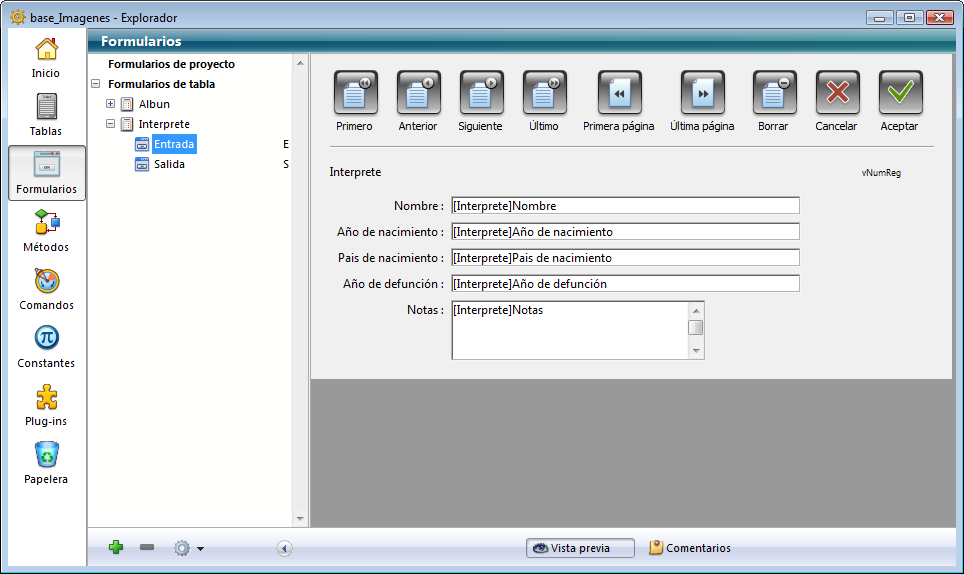 base_Imagenes - Explorador
Inicio
Tablas
Formularios
Métodos
Comandos
Constantes
Plug-ins
Papelera
Formularios
Formularios de proyecto
Formularios de tabla
Albun
Interprete
Entrada E
Salida S
Primero Anterior Siguiente Último Primera página Última página Borrar Cancelar Aceptar
Interprete vNumReg
Nombre : [Interprete]Nombre
Año de nacimiento : [Interprete]Año de nacimiento
Pais de nacimiento : [Interprete]Pais de nacimiento
Año de defunción : [Interprete]Año de defunción
Notas : [Interprete]Notas
Vista previa Comentarios